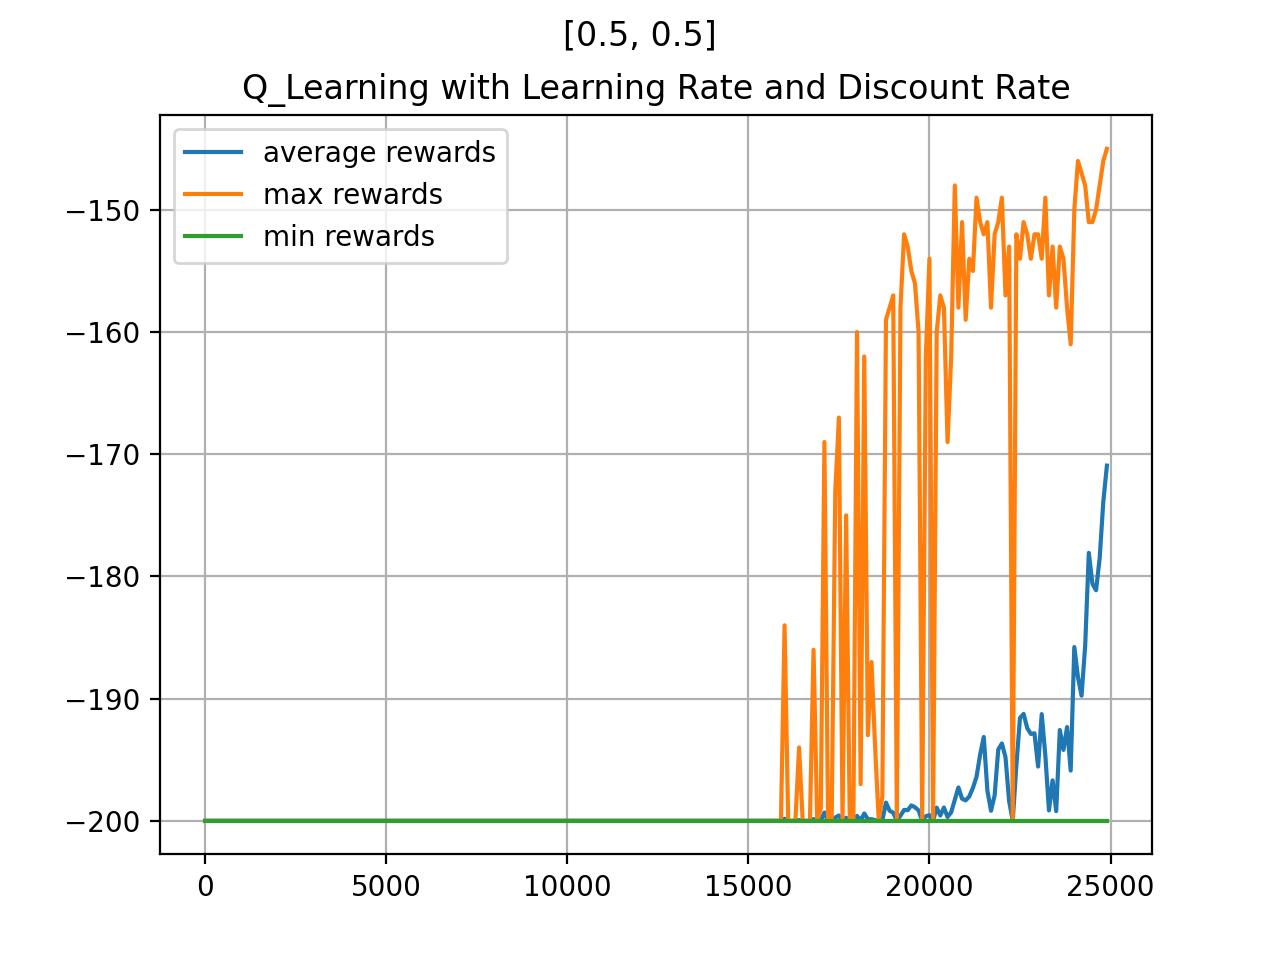 [0.5, 0.5]
Q_Learning with Learning Rate and Discount Rate
average rewards
max rewards
min rewards
−150
−160
−170
−180
−190
−200
0 5000 10000 15000 20000 25000